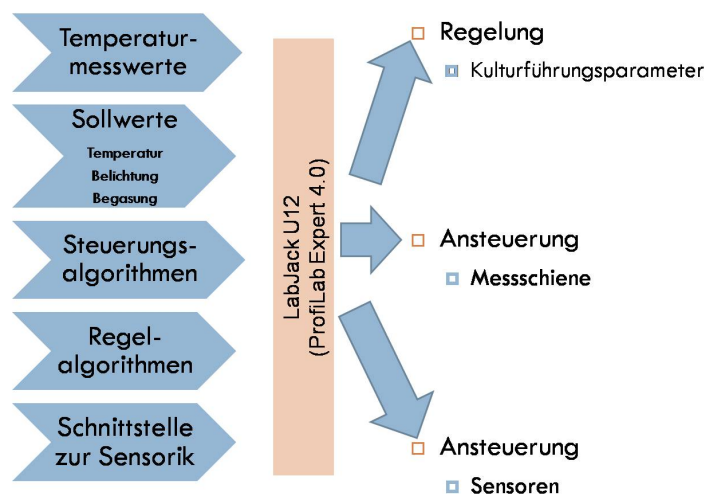 Temperatur-
messwerte
Sollwerte
Temperatur
Belichtung
Begasung
Steuerungs-
algorithmen
Regel-
algorithmen
Schnittstelle
zur Sensorik
LabJack U12
(ProfiLab Expert 4.0)
Regelung
Kulturführungsparameter
Ansteuerung
Messschiene
Ansteuerung
Sensoren